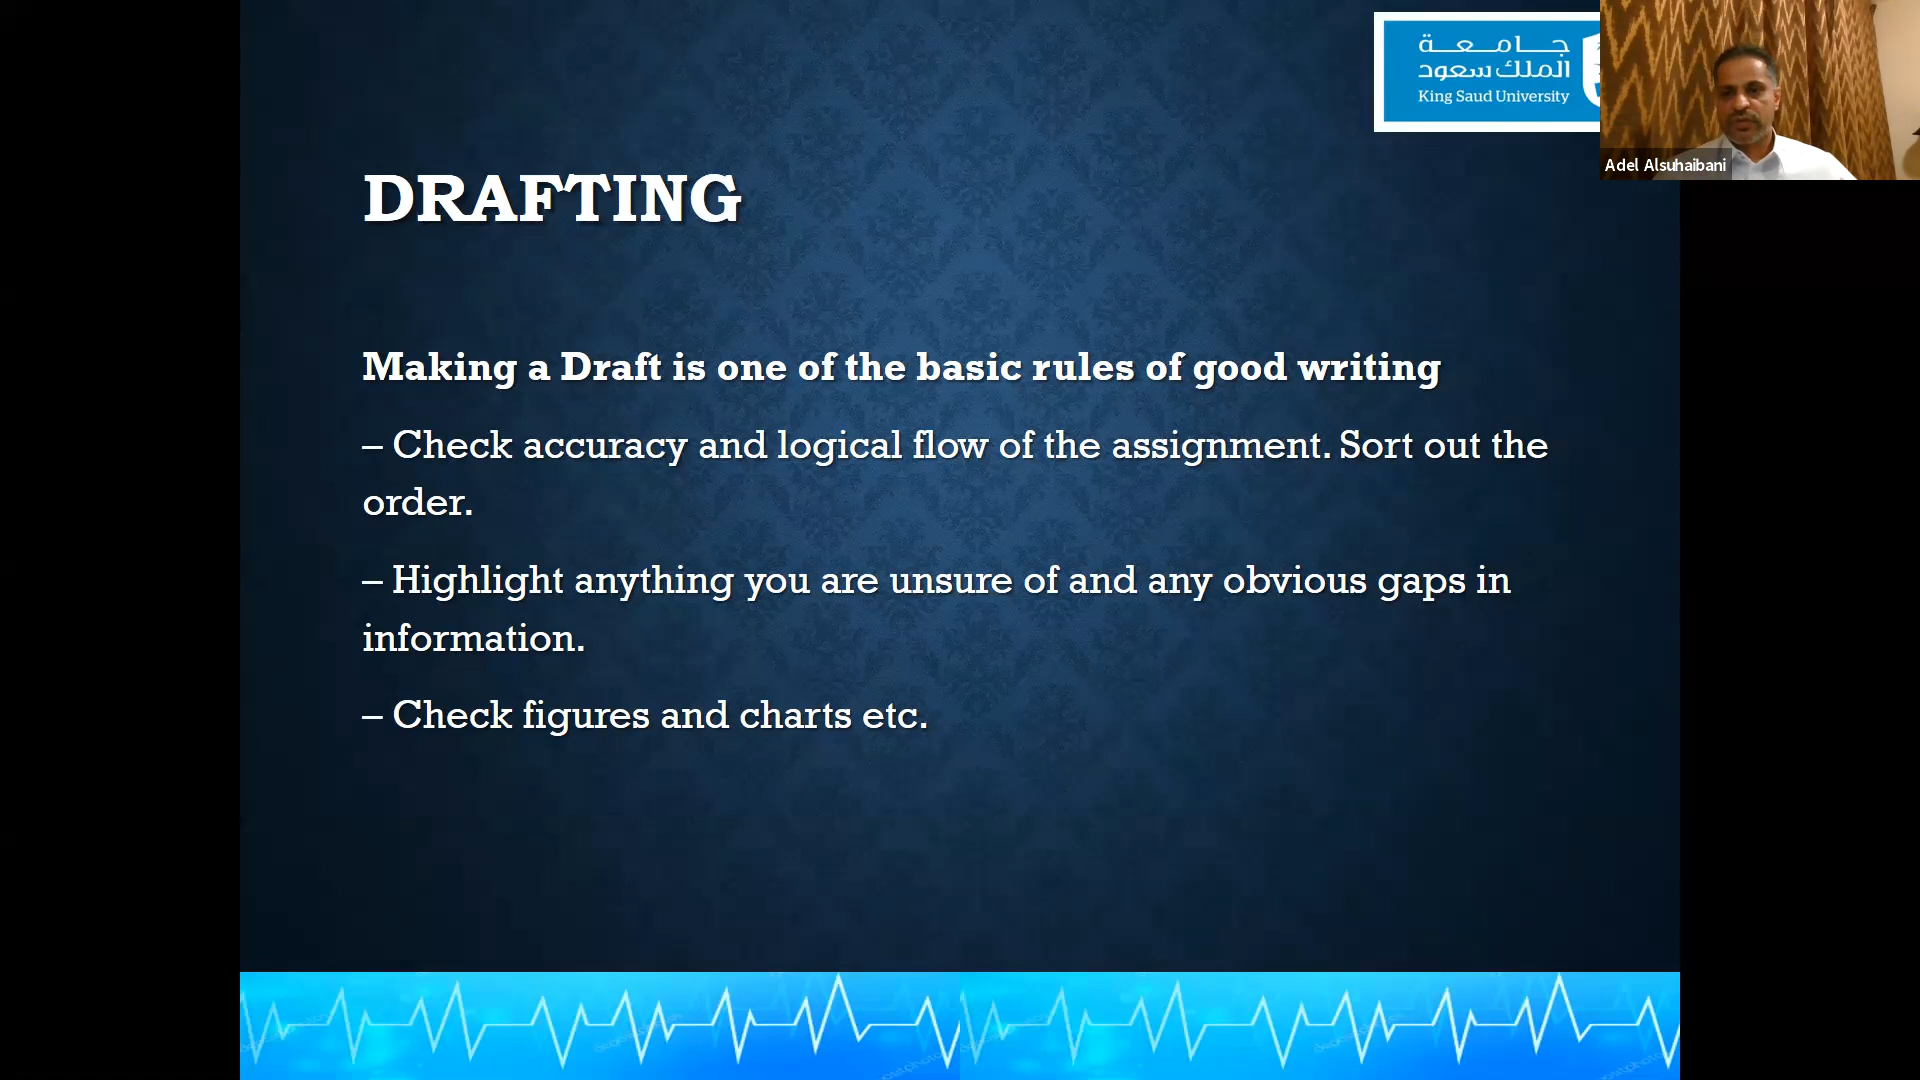 جامعة
الملك سعود
King Saud University
Adel Alsuhaibani
DRAFTING
Making a Draft is one of the basic rules of good writing
– Check accuracy and logical flow of the assignment. Sort out the
order.
– Highlight anything you are unsure of and any obvious gaps in
information.
– Check figures and charts etc.